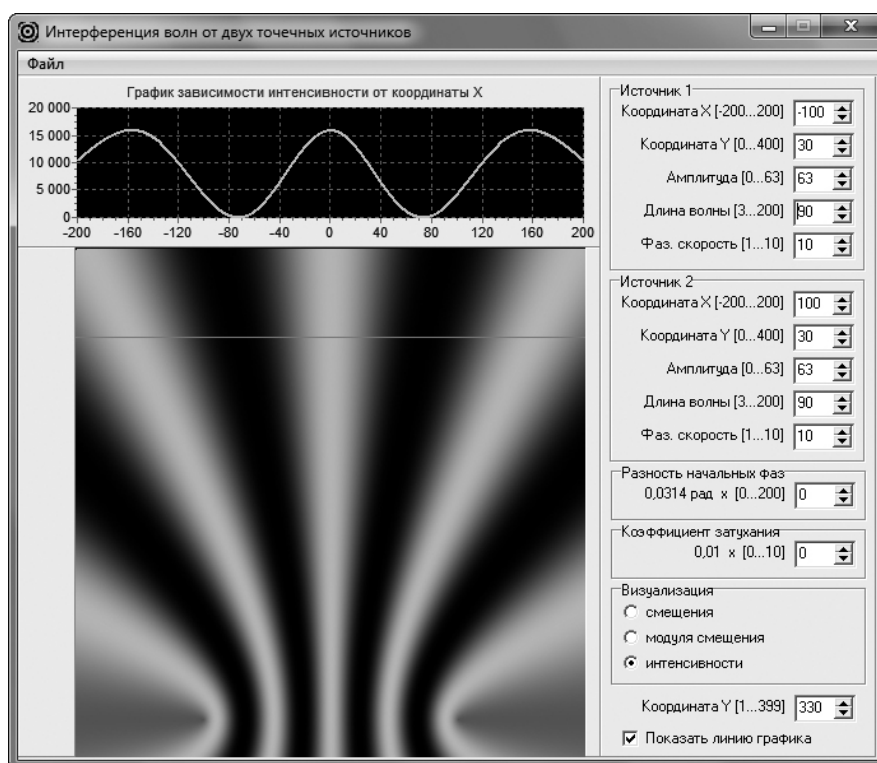 Интерференция волн от двух точечных источников
Файл
График зависимости интенсивности от координаты X
20 000
15 000
10 000
5 000
0
-200 -160 -120 -80 -40 0 40 80 120 160 200
Источник 1
Координата X [-200...200] -100
Координата Y [0...400] 30
Амплитуда [0...63] 63
Длина волны [3...200] 90
Фаз. скорость [1...10] 10
Источник 2
Координата X [-200...200] 100
Координата Y [0...400] 30
Амплитуда [0...63] 63
Длина волны [3...200] 90
Фаз. скорость [1...10] 10
Разность начальных фаз
0,0314 рад x [0...200] 0
Коэффициент затухания
0,01 x [0...10] 0
Визуализация
смещения
модуля смещения
интенсивности
Координата Y [1...399] 330
Показать линию графика